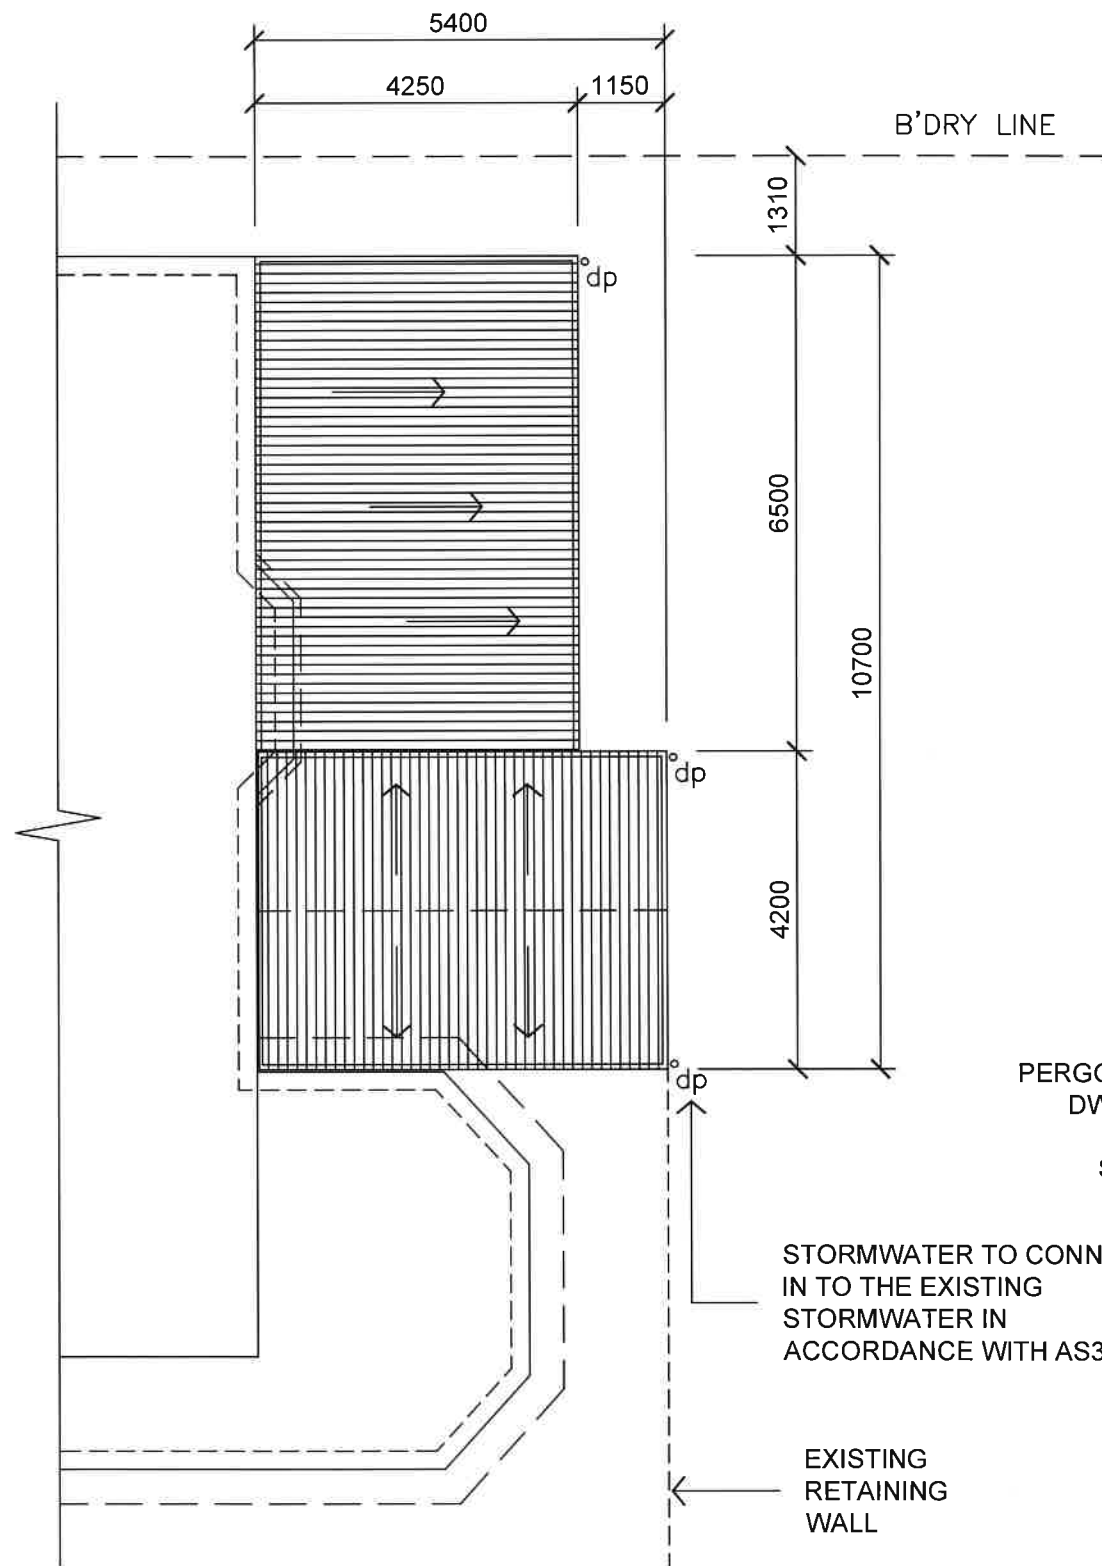 5400
4250
1150
B'DRY LINE
1310
dp
6500
10700
dp
4200
dp
STORMWATER TO CONN
IN TO THE EXISTING
STORMWATER IN
ACCORDANCE WITH AS3
EXISTING
RETAINING
WALL